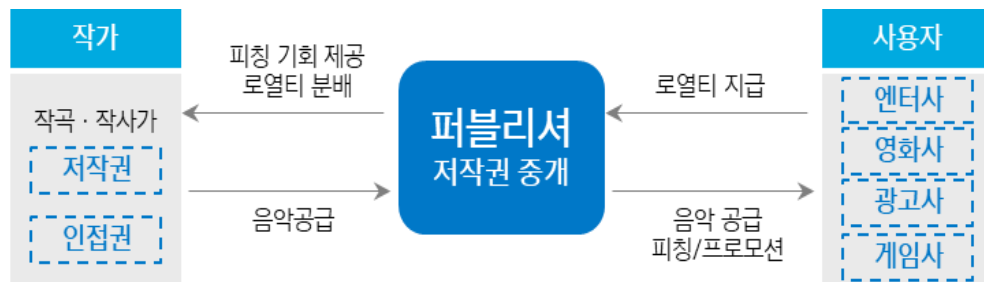 작가
작곡 · 작사가
저작권
인접권
피칭 기회 제공
로열티 분배
음악공급
퍼블리셔
저작권 중개
로열티 지급
음악 공급
피칭/프로모션
사용자
엔터사
영화사
광고사
게임사